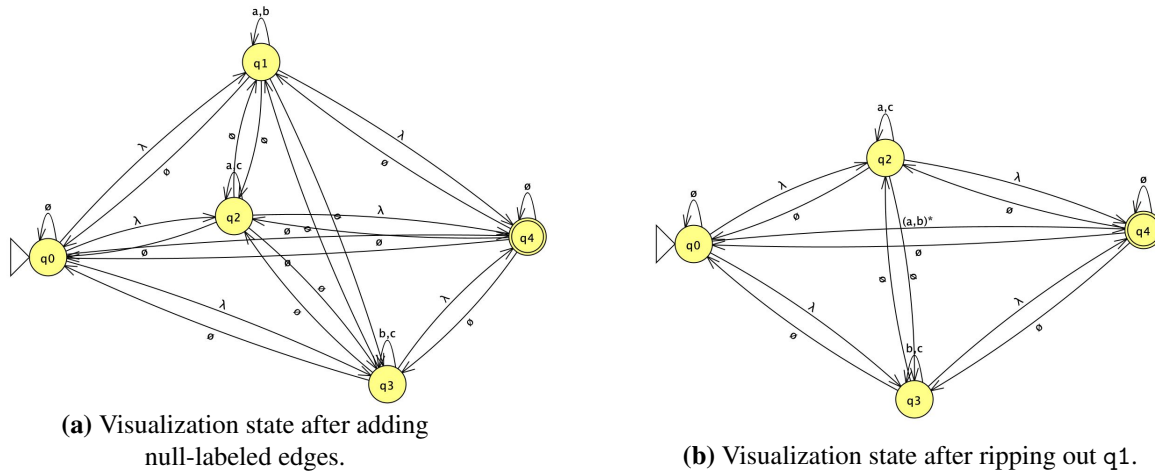 a,b
q1
λ
λ
ø
ø
ø
ø
a,c
q2
λ
λ
ø
ø
ø
ø
ø
q4
ø
q0
ø
ø
ø
ø
ø
λ
ø
λ
ø
b,c
q3
(a) Visualization state after adding
null-labeled edges.
a,c
q2
λ
λ
ø
ø
ø
ø
(a,b)*
q0
q4
ø
ø
ø
λ
λ
ø
ø
b,c
q3
(b) Visualization state after ripping out q1.